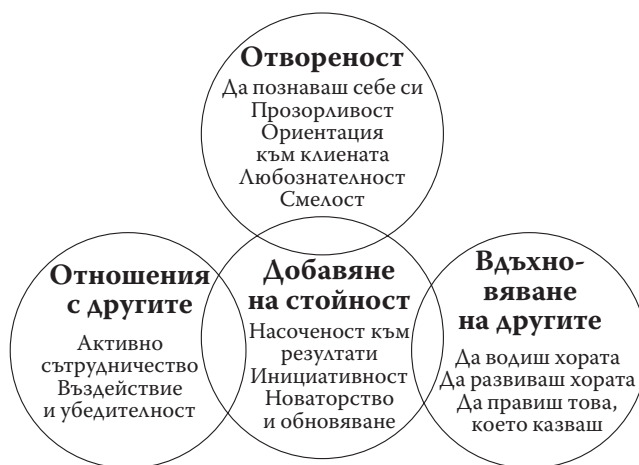 Отвореност
Да познаваш себе си
Прозорливост
Ориентация
към клиената
Любознателност
Смелост
Отношения
с другите
Активно
сътрудничество
Въздействие
и убедителност
Добавяне
на стойност
Насоченост към
резултати
Инициативност
Новаторство
и обновяване
Вдъхно-
вяване
на другите
Да водиш хората
Да развиваш хората
Да правиш това,
което казваш